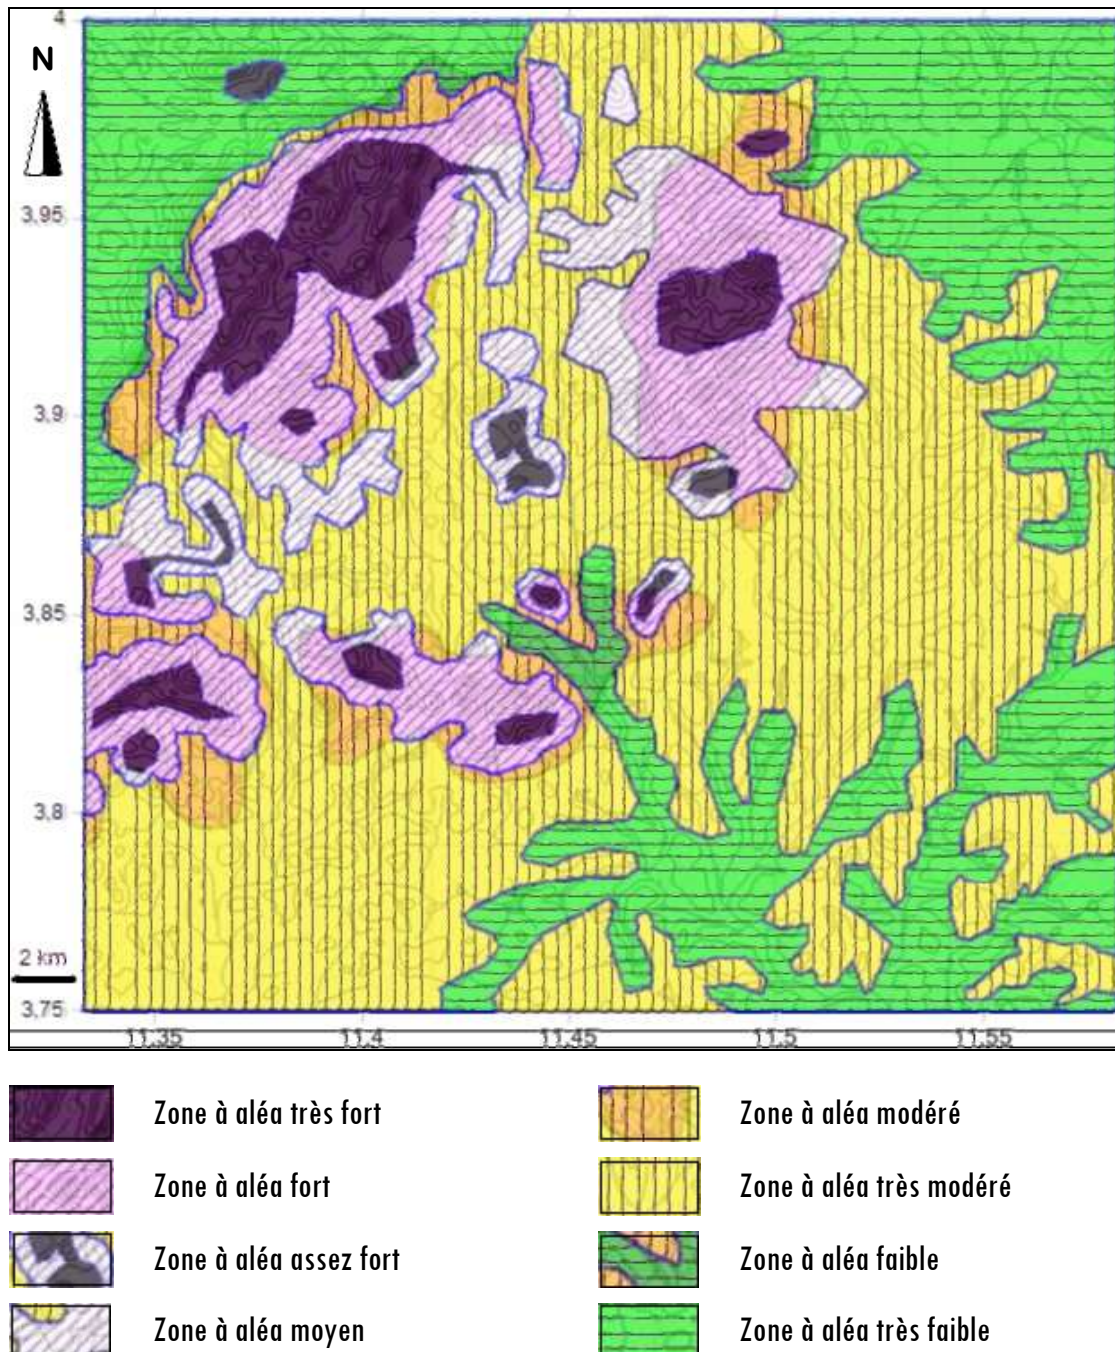 4
N
3,95
3,9
3,85
3,8
2 km
3,75
11,35 11,4 11,45 11,5 11,55
Zone à aléa très fort
Zone à aléa fort
Zone à aléa assez fort
Zone à aléa moyen
Zone à aléa modéré
Zone à aléa très modéré
Zone à aléa faible
Zone à aléa très faible